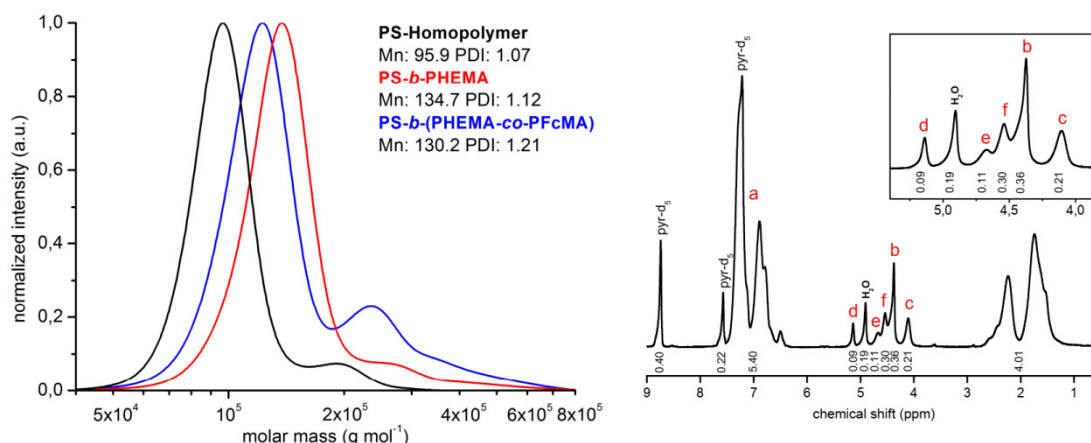 PS-Homopolymer
Mn: 95.9 PDI: 1.07
PS-b-PHEMA
Mn: 134.7 PDI: 1.12
PS-b-(PHEMA-co-PFcMA)
Mn: 130.2 PDI: 1.21
normalized intensity (a.u.)
1,0
0,8
0,6
0,4
0,2
0,0
5x10⁴ 10⁵ 2x10⁵ 4x10⁵ 6x10⁵ 8x10⁵
molar mass (g mol⁻¹)
pyr-d₅
pyr-d₅
pyr-d₅
a
d
H₂O
e
f
b
c
0.40
0.22
5.40
0.09
0.19
0.11
0.30
0.36
0.21
4.01
9 8 7 6 5 4 3 2 1
chemical shift (ppm)
d
H₂O
e
f
b
c
0.09
0.19
0.11
0.30
0.36
0.21
5,0 4,5 4,0